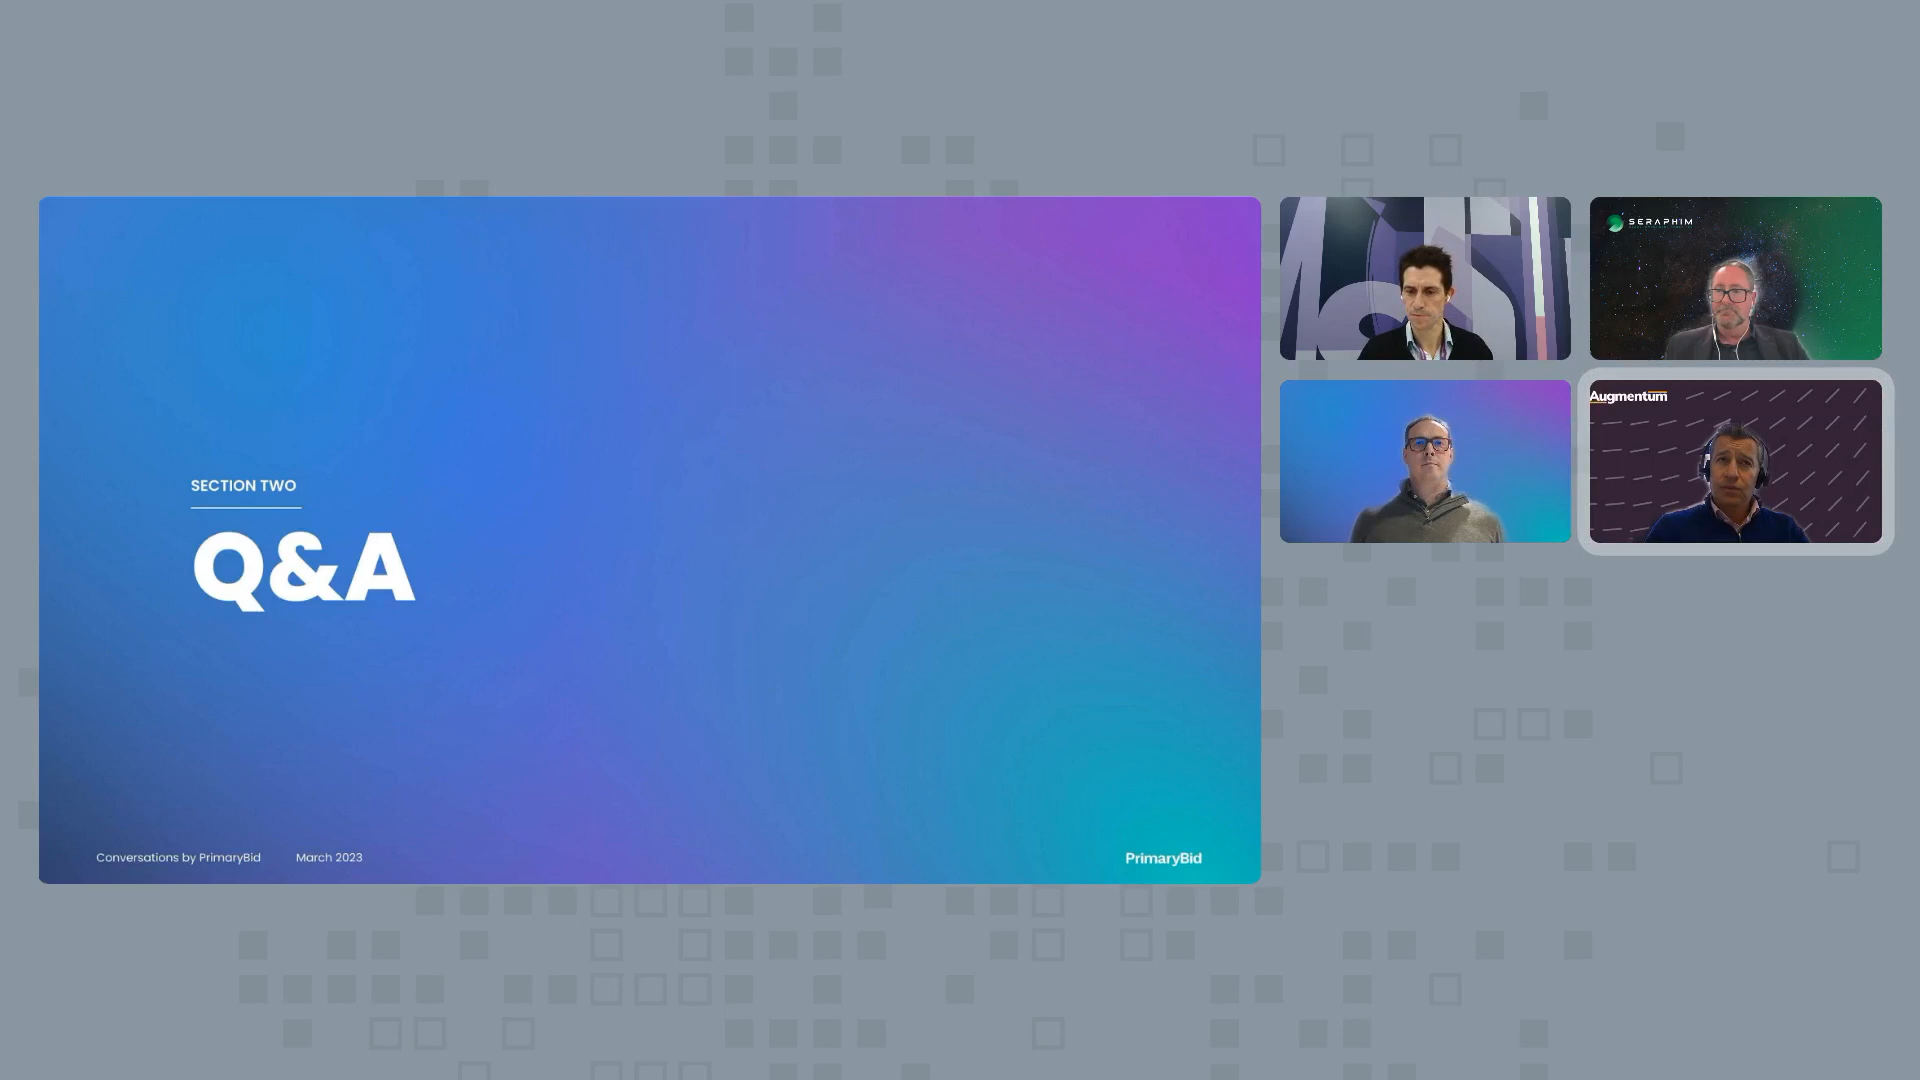 SECTION TWO
Q&A
Conversations by PrimaryBid
March 2023
PrimaryBid
SERAPHIM
Augmentum